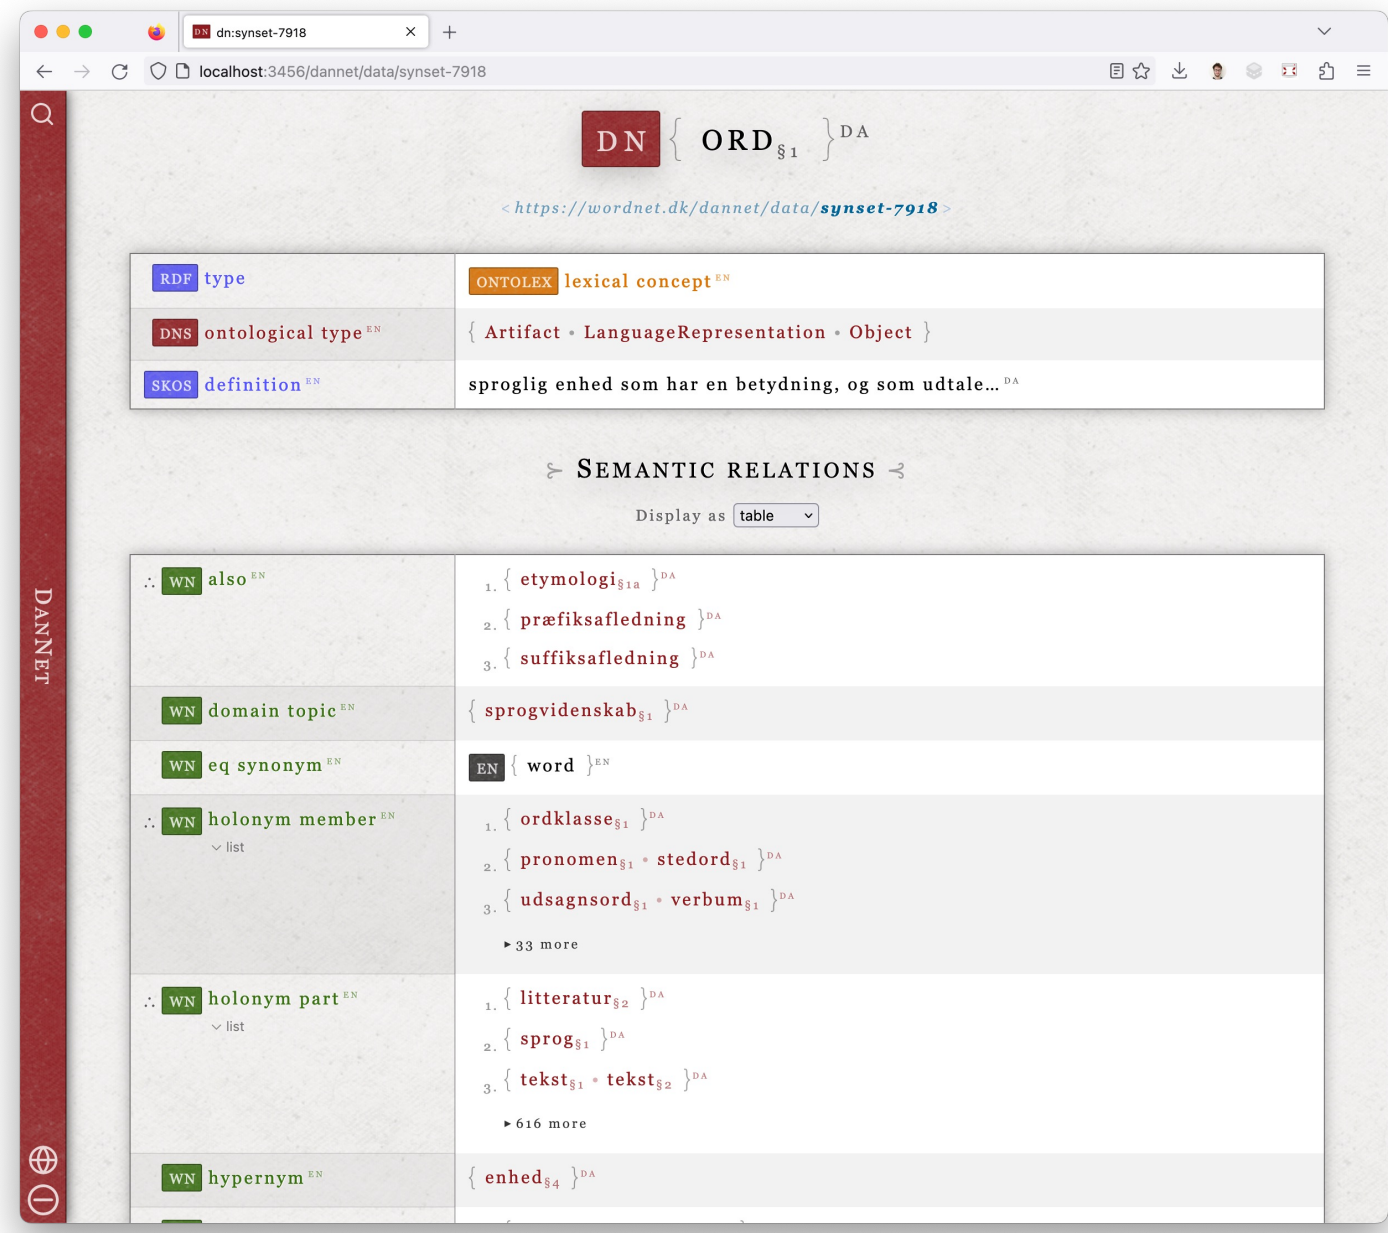 DN dn:synset-7918
localhost:3456/dannet/data/synset-7918
DN { ORD§1 }DA
<https://wordnet.dk/dannet/data/synset-7918>
RDF type ONTOLEX lexical concept EN
DNS ontological type EN { Artifact • LanguageRepresentation • Object }
SKOS definition EN sproglig enhed som har en betydning, og som udtale... DA
SEMANTIC RELATIONS
Display as table
∴ WN also EN 1. { etymologi§1a }DA
2. { præfiksafledning }DA
3. { suffiksafledning }DA
WN domain topic EN { sprogvidenskab§1 }DA
WN eq synonym EN EN { word }EN
∴ WN holonym member EN 1. { ordklasse§1 }DA
list
2. { pronomen§1 • stedord§1 }DA
3. { udsagnsord§1 • verbum§1 }DA
▸ 33 more
∴ WN holonym part EN 1. { litteratur§2 }DA
list
2. { sprog§1 }DA
3. { tekst§1 • tekst§2 }DA
▸ 616 more
WN hypernym EN { enhed§4 }DA
DANNET